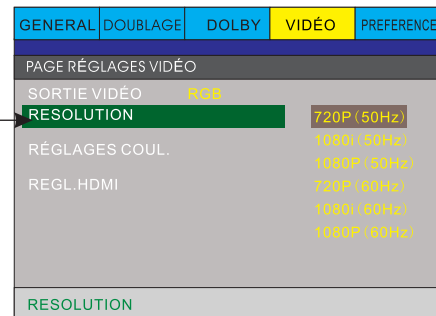 GENERAL DOUBLAGE DOLBY VIDÉO PREFERENCE
PAGE RÉGLAGES VIDÉO
SORTIE VIDÉO RGB
RESOLUTION 720P(50Hz)
1080i(50Hz)
RÉGLAGES COUL.
1080P(50Hz)
REGL.HDMI 720P(60Hz)
1080i(60Hz)
1080P(60Hz)
RESOLUTION